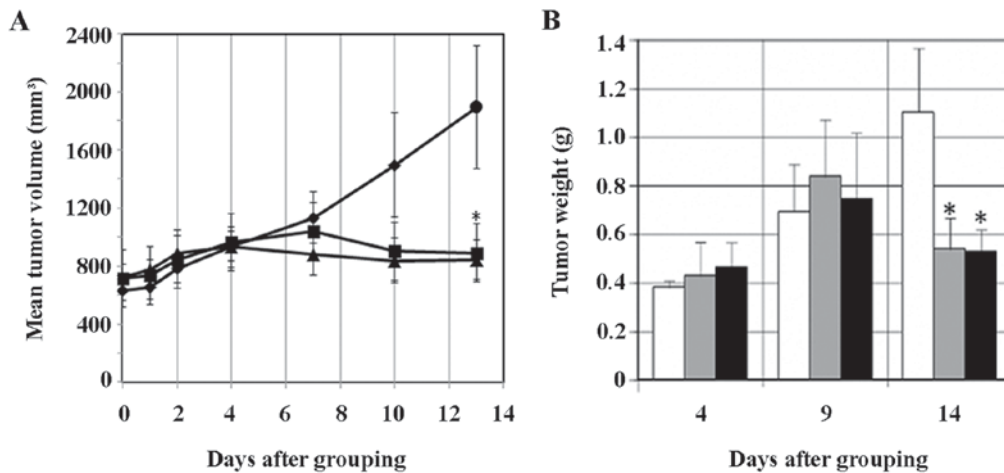 A
Mean tumor volume (mm³)
2400
2000
1600
1200
800
400
0
*
0 2 4 6 8 10 12 14
Days after grouping
B
Tumor weight (g)
1.4
1.2
1.0
0.8
0.6
0.4
0.2
0
* *
4 9 14
Days after grouping